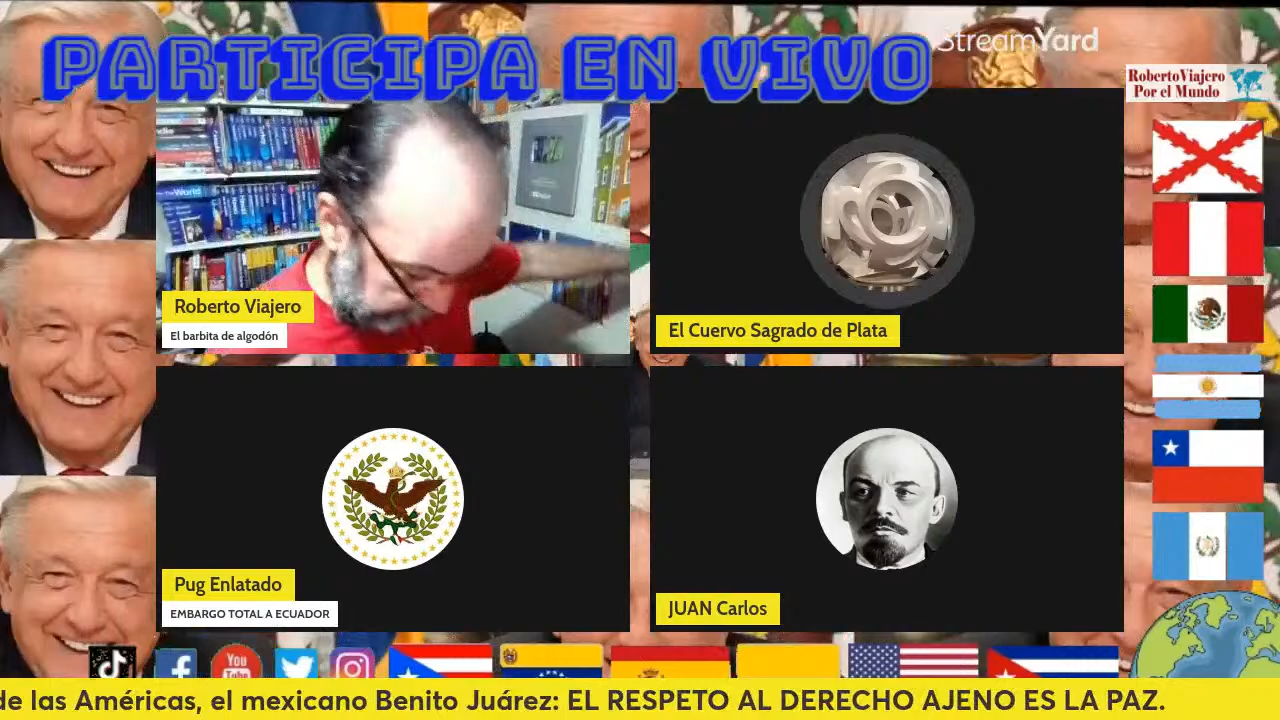 PARTICIPA EN VIVO
StreamYard
RobertoViajero
Por el Mundo
Roberto Viajero
El barbita de algodón
El Cuervo Sagrado de Plata
Pug Enlatado
EMBARGO TOTAL A ECUADOR
JUAN Carlos
You
Tube
de las Américas, el mexicano Benito Juárez: EL RESPETO AL DERECHO AJENO ES LA PAZ.